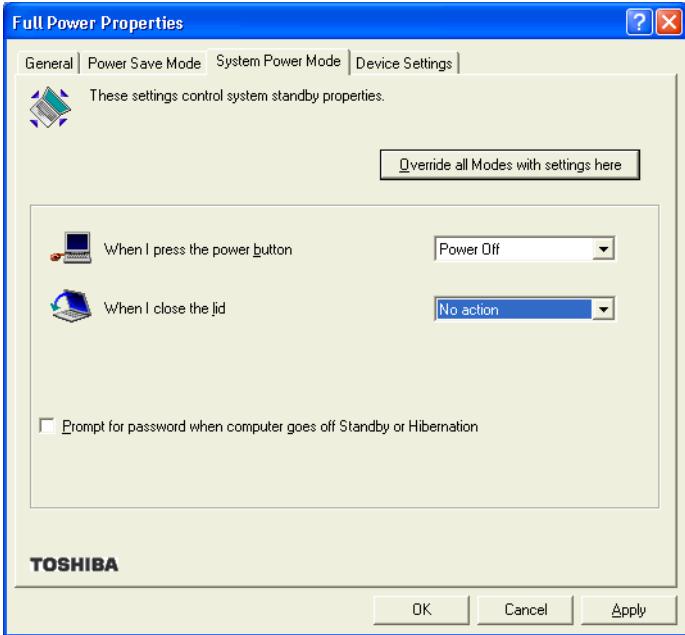 Full Power Properties
General Power Save Mode System Power Mode Device Settings
These settings control system standby properties.
Override all Modes with settings here
When I press the power button Power Off
When I close the lid No action
Prompt for password when computer goes off Standby or Hibernation
TOSHIBA
OK Cancel Apply